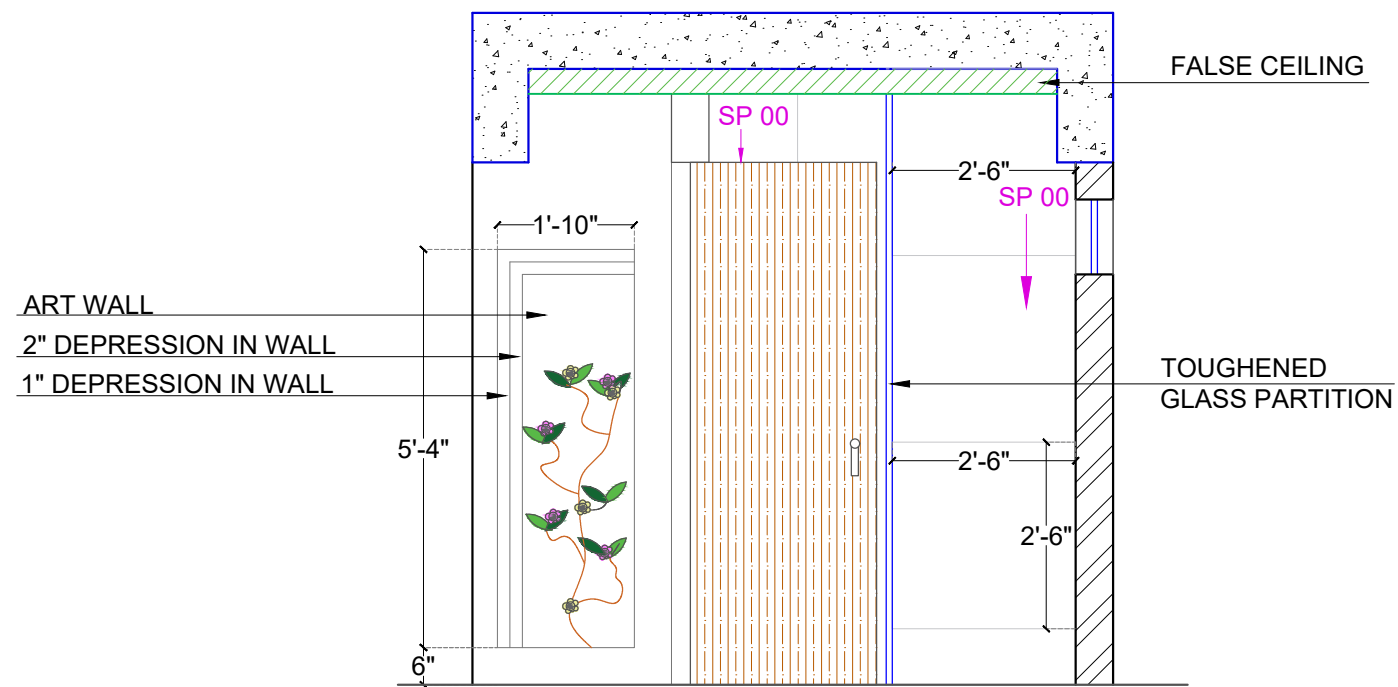 FALSE CEILING
SP 00
2'-6"
SP 00
1'-10"
ART WALL
2" DEPRESSION IN WALL
1" DEPRESSION IN WALL
TOUGHENED
GLASS PARTITION
5'-4"
2'-6"
2'-6"
6"